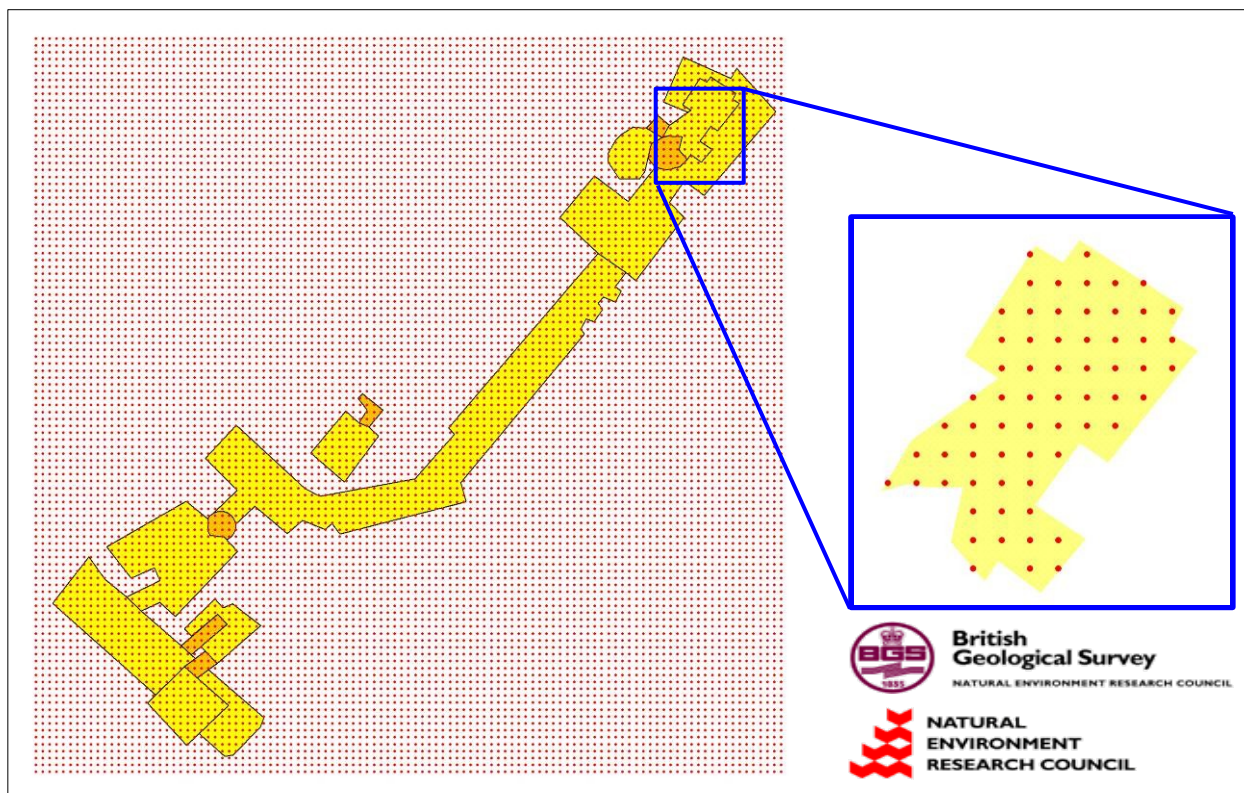 BGS
1835
British
Geological Survey
NATURAL ENVIRONMENT RESEARCH COUNCIL
NATURAL
ENVIRONMENT
RESEARCH COUNCIL